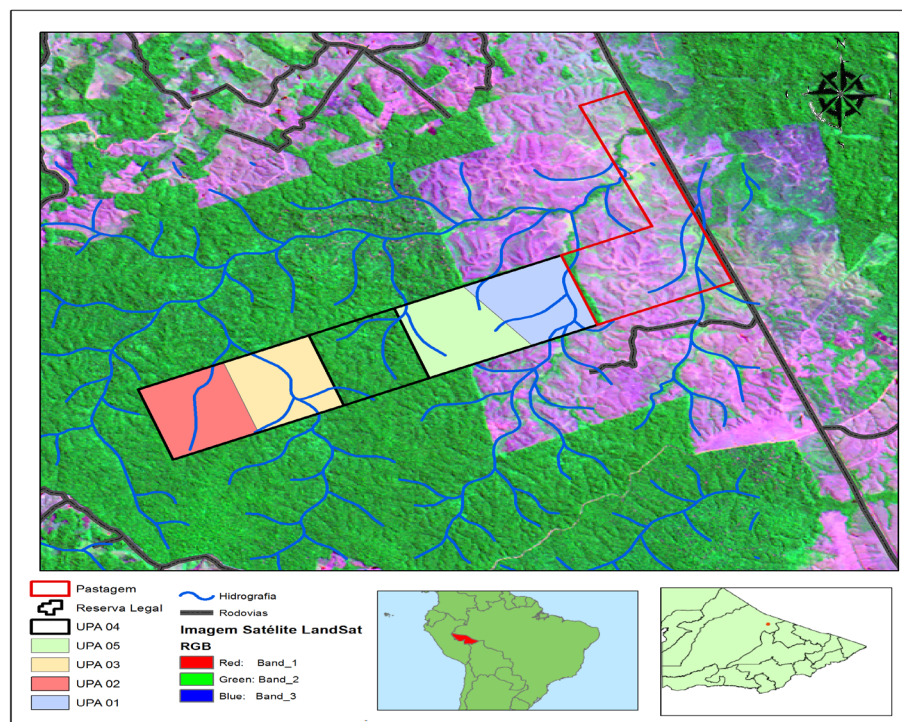 Pastagem
Reserva Legal
UPA 04
UPA 05
UPA 03
UPA 02
UPA 01
Hidrografia
Rodovias
Imagem Satélite LandSat
RGB
Red: Band_1
Green: Band_2
Blue: Band_3